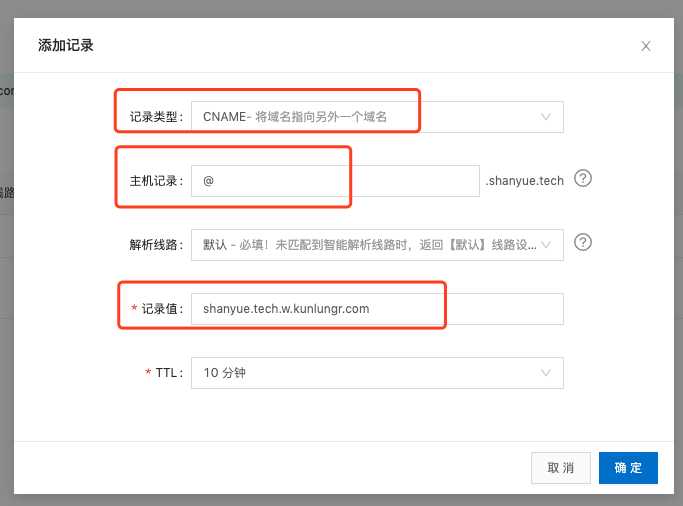 添加记录
con
记录类型： CNAME- 将域名指向另外一个域名
主机记录： @ .shanyue.tech ?
线路
解析线路： 默认 - 必填！未匹配到智能解析线路时，返回【默认】线路设... ?
* 记录值： shanyue.tech.w.kunlungr.com
* TTL： 10 分钟
取 消 确 定